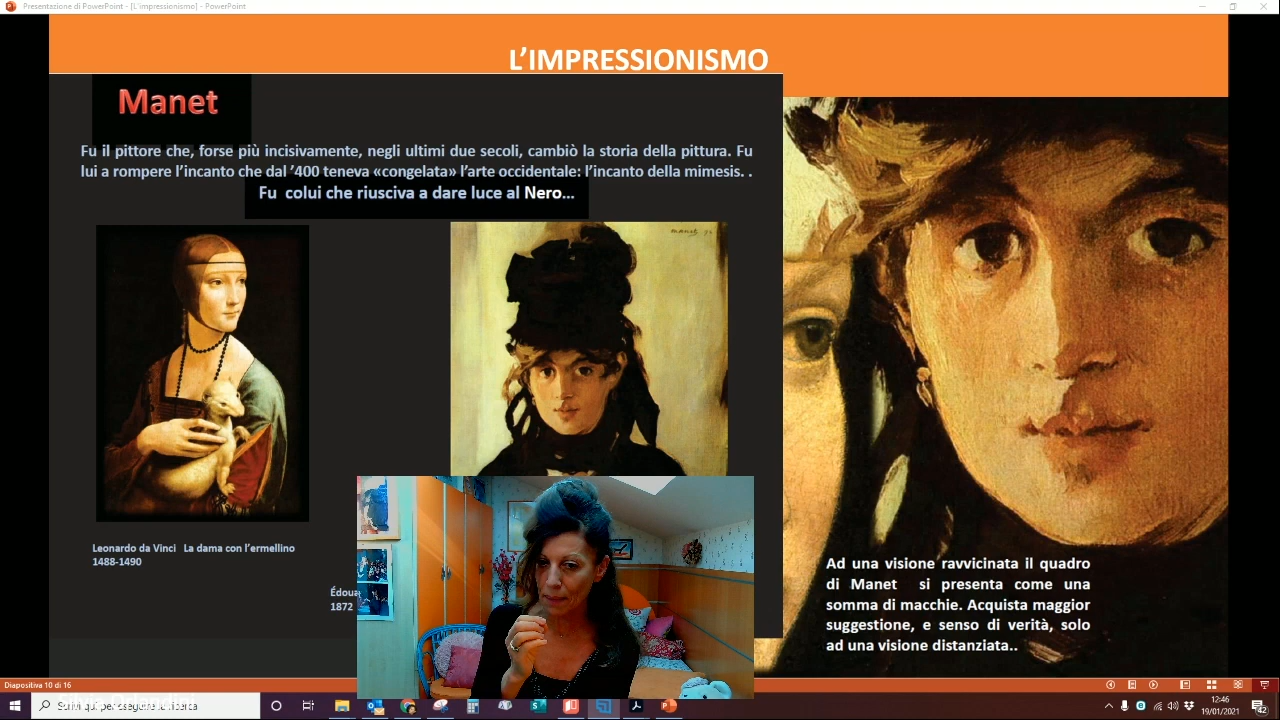 Presentazione di PowerPoint - [L'impressionismo] - PowerPoint
L'IMPRESSIONISMO
Manet
Fu il pittore che, forse più incisivamente, negli ultimi due secoli, cambiò la storia della pittura. Fu
lui a rompere l'incanto che dal '400 teneva «congelata» l'arte occidentale: l'incanto della mimesis. .
Fu colui che riusciva a dare luce al Nero...
Leonardo da Vinci La dama con l'ermellino
1488-1490
1872
Ad una visione ravvicinata il quadro
di Manet si presenta come una
somma di macchie. Acquista maggior
suggestione, e senso di verità, solo
ad una visione distanziata..
Diapositiva 10 di 16
12:46
19/01/2021
42